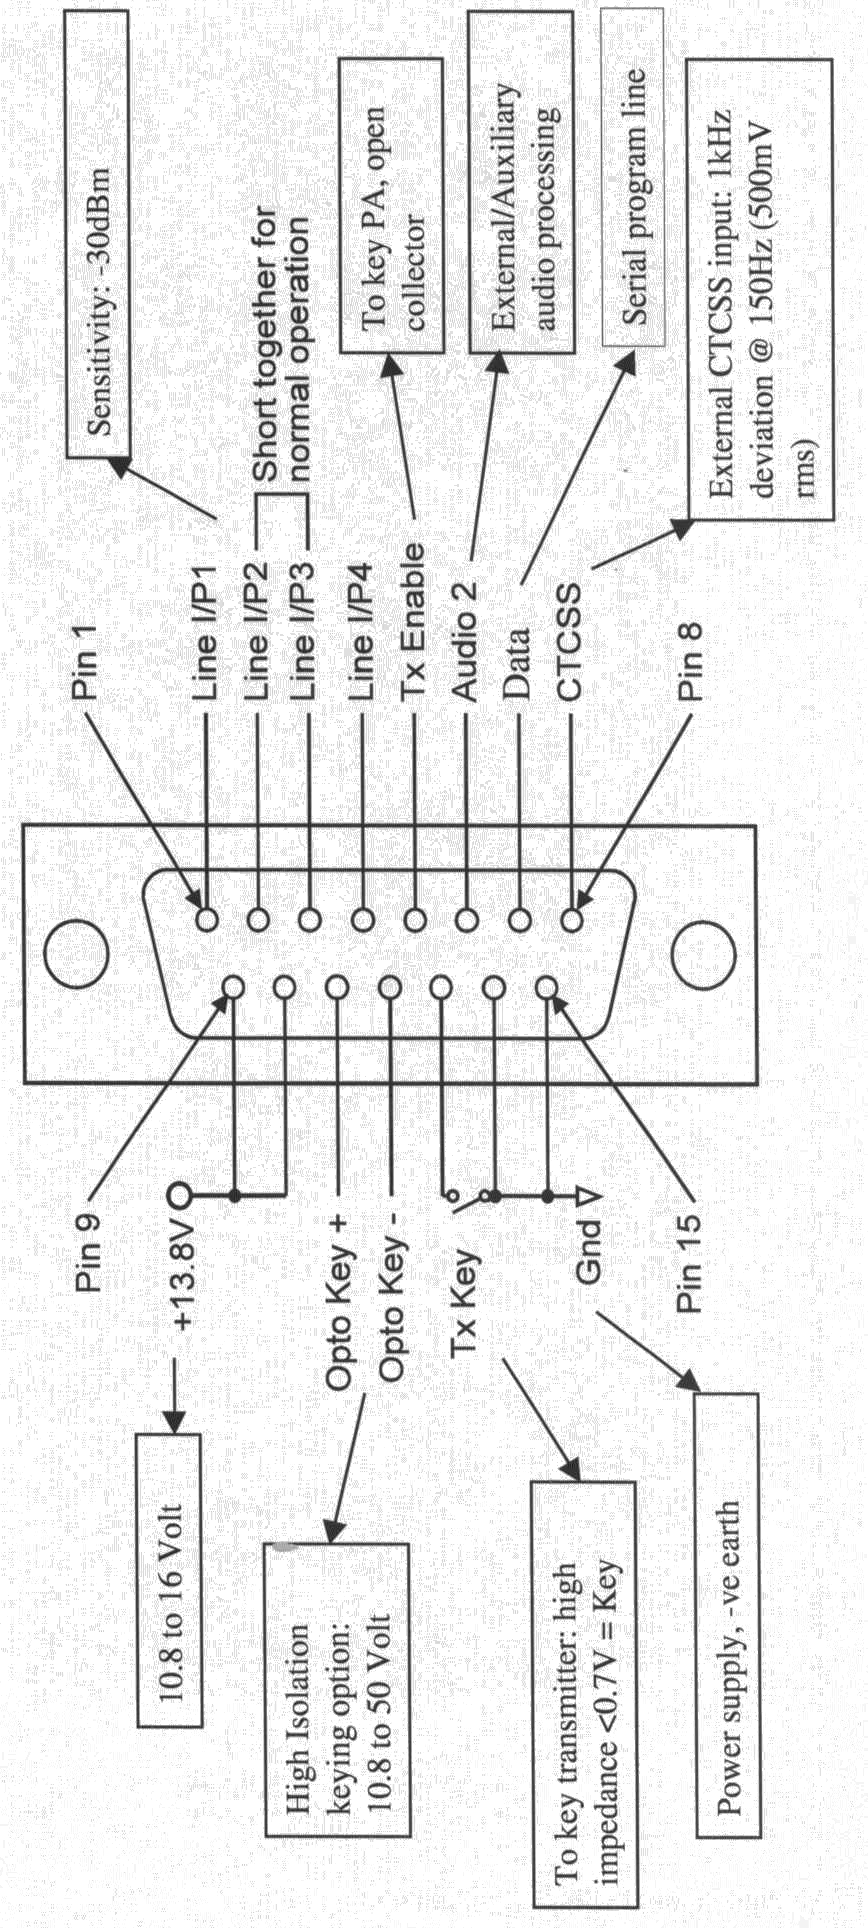 Pin 9
+13.8V
10.8 to 16 Volt
Opto Key +
Opto Key -
High Isolation
keying option:
10.8 to 50 Volt
Tx Key
To key transmitter: high
impedance <0.7V = Key
Gnd
Power supply, -ve earth
Pin 15
Pin 1
Line I/P1
Sensitivity: -30dBm
Line I/P2
Line I/P3
Short together for
normal operation
Line I/P4
Tx Enable
To key PA, open
collector
Audio 2
External/Auxiliary
audio processing
Data
Serial program line
CTCSS
External CTCSS input: 1kHz
deviation @ 150Hz (500mV
rms)
Pin 8